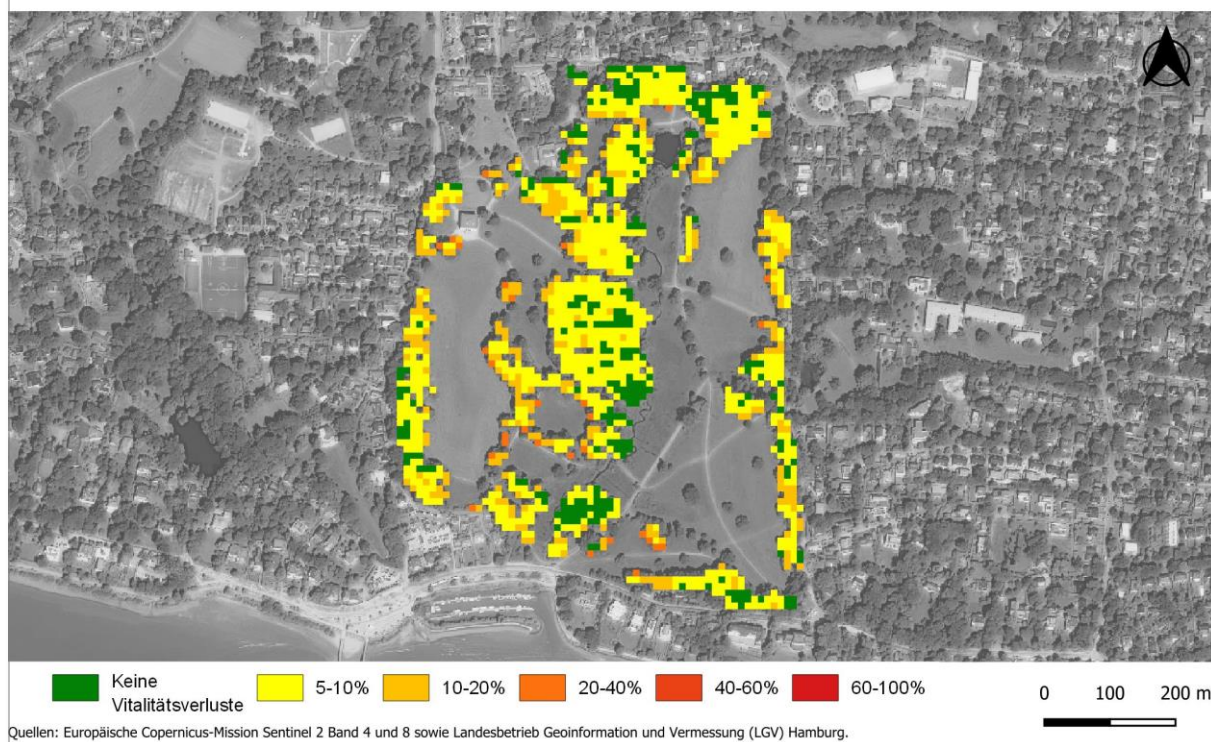 Keine
Vitalitätsverluste
5-10%
10-20%
20-40%
40-60%
60-100%
0 100 200 m
Quellen: Europäische Copernicus-Mission Sentinel 2 Band 4 und 8 sowie Landesbetrieb Geoinformation und Vermessung (LGV) Hamburg.